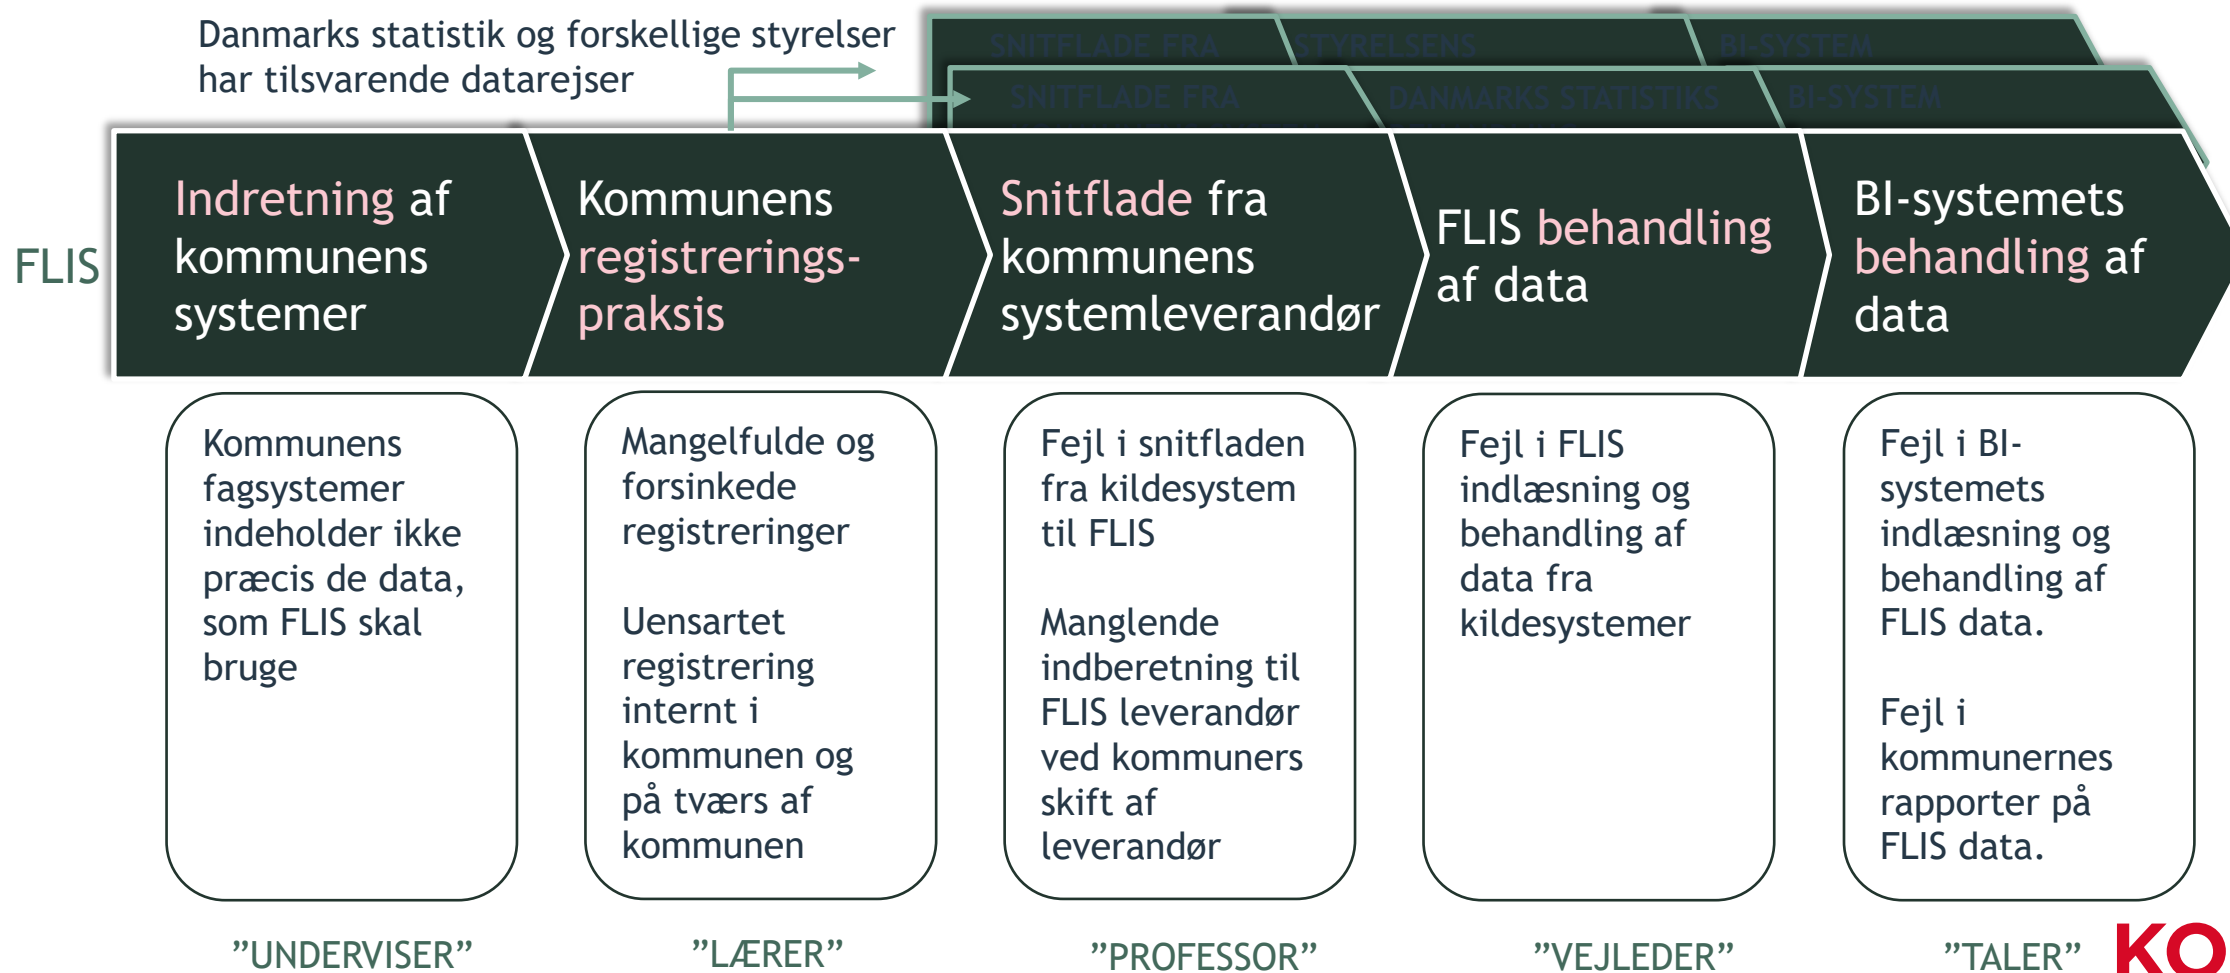 Danmarks statistik og forskellige styrelser
har tilsvarende datarejser
SNITFLADE FRA
STYRELSENS
BI-SYSTEM
SNITFLADE FRA
DANMARKS STATISTIKS
BI-SYSTEM
FLIS
Indretning af
kommunens
systemer
Kommunens
registrerings-
praksis
Snitflade fra
kommunens
systemleverandør
FLIS behandling
af data
BI-systemets
behandling af
data
Kommunens
fagsystemer
indeholder ikke
præcis de data,
som FLIS skal
bruge
Mangelfulde og
forsinkede
registreringer
Uensartet
registrering
internt i
kommunen og
på tværs af
kommunen
Fejl i snitfladen
fra kildesystem
til FLIS
Manglende
indberetning til
FLIS leverandør
ved kommuners
skift af
leverandør
Fejl i FLIS
indlæsning og
behandling af
data fra
kildesystemer
Fejl i BI-
systemets
indlæsning og
behandling af
FLIS data.
Fejl i
kommunernes
rapporter på
FLIS data.
”UNDERVISER”
”LÆRER”
”PROFESSOR”
”VEJLEDER”
”TALER”
KO